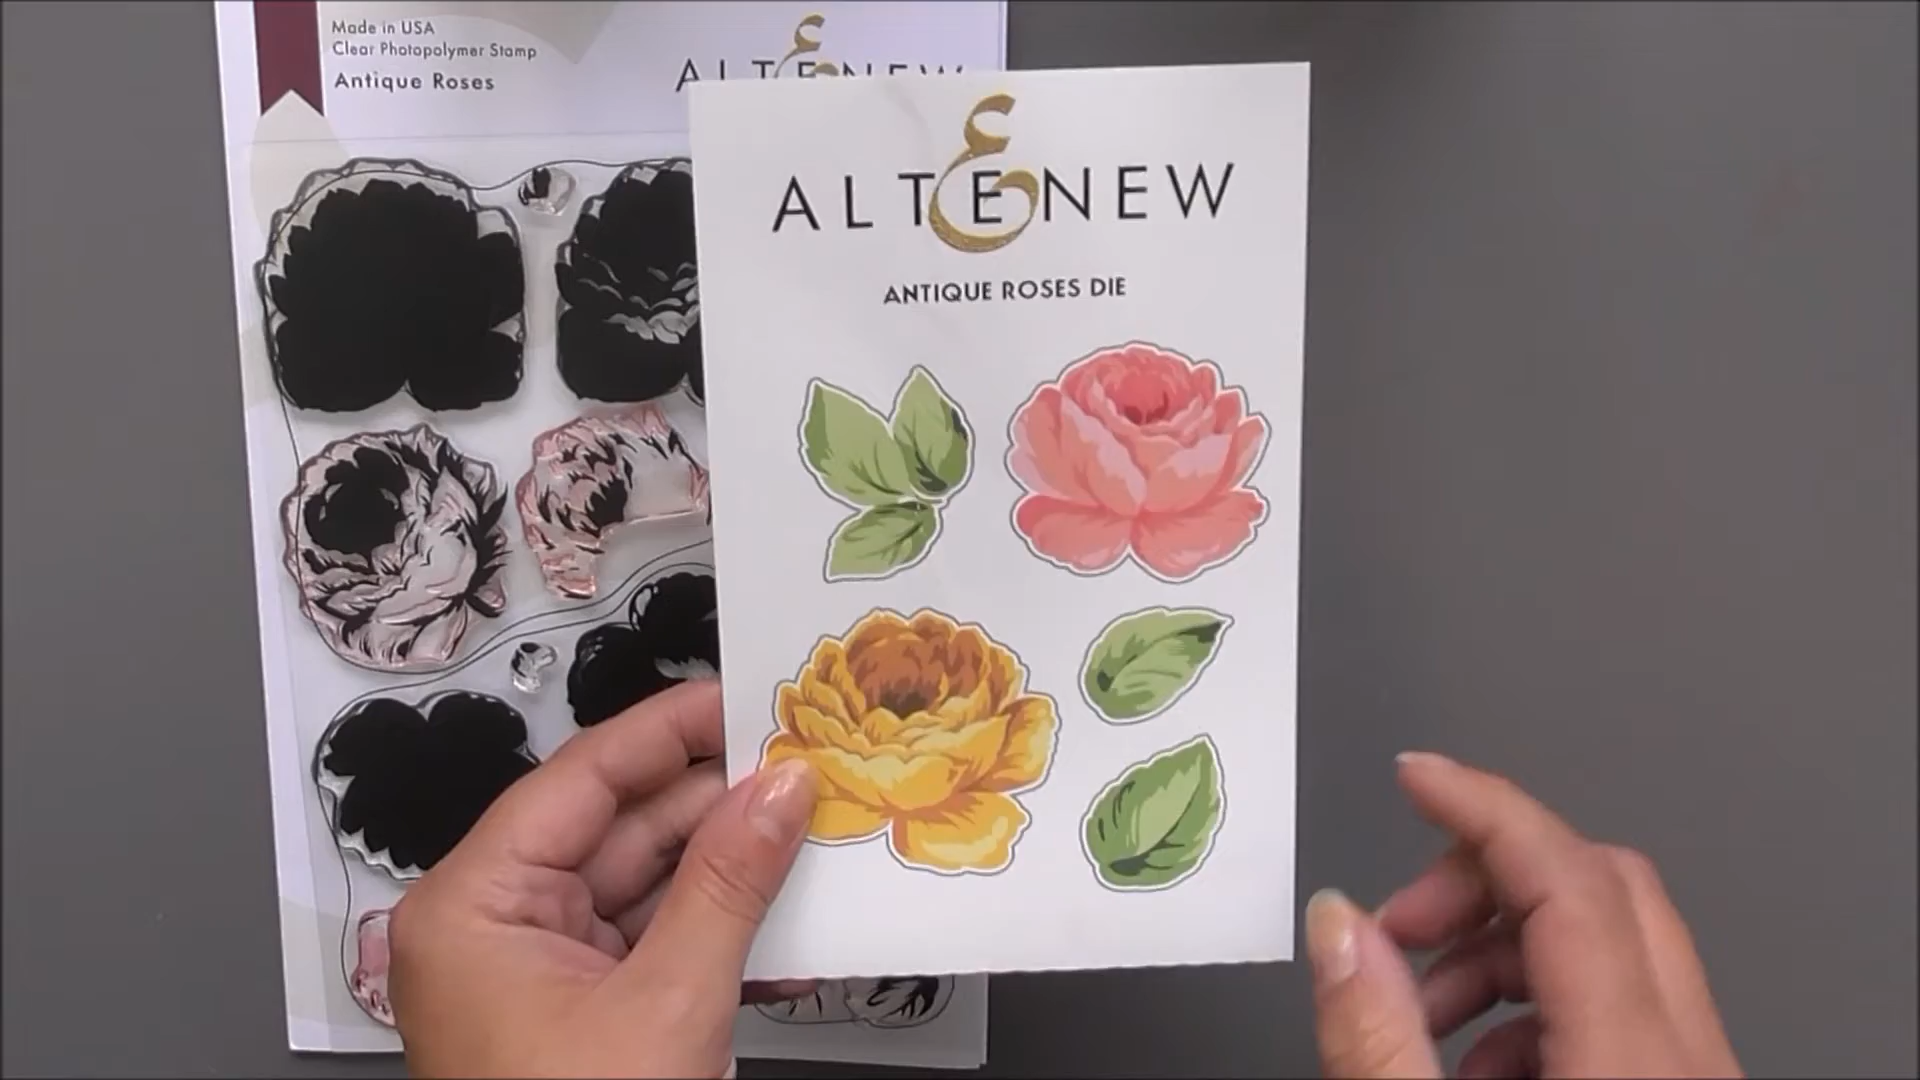 Made in USA
Clear Photopolymer Stamp
Antique Roses
ALTENEW
ALTENEW
ANTIQUE ROSES DIE